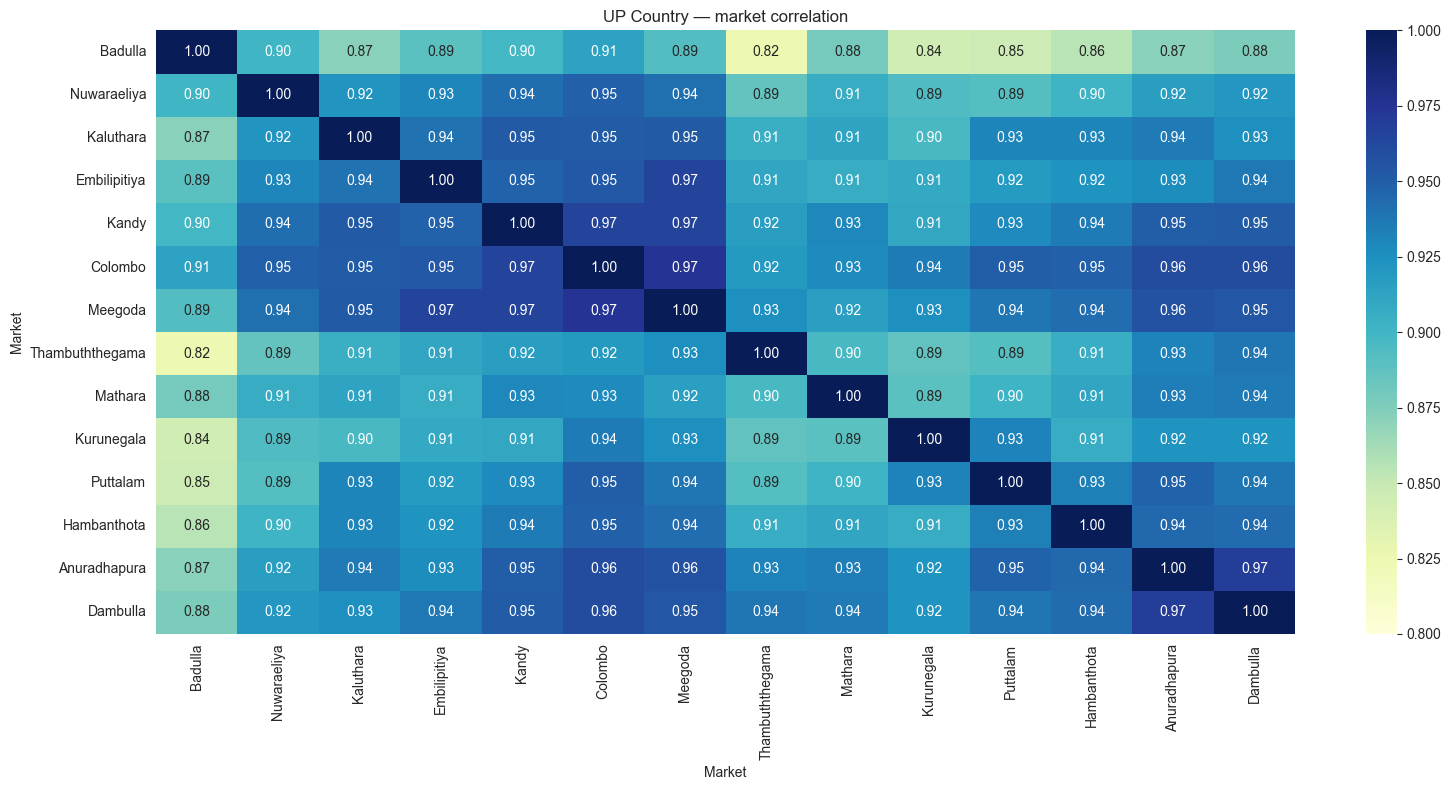 UP Country — market correlation
Badulla 1.00 0.90 0.87 0.89 0.90 0.91 0.89 0.82 0.88 0.84 0.85 0.86 0.87 0.88
Nuwaraeliya 0.90 1.00 0.92 0.93 0.94 0.95 0.94 0.89 0.91 0.89 0.89 0.90 0.92 0.92
Kaluthara 0.87 0.92 1.00 0.94 0.95 0.95 0.95 0.91 0.91 0.90 0.93 0.93 0.94 0.93
Embilipitiya 0.89 0.93 0.94 1.00 0.95 0.95 0.97 0.91 0.91 0.91 0.92 0.92 0.93 0.94
Kandy 0.90 0.94 0.95 0.95 1.00 0.97 0.97 0.92 0.93 0.91 0.93 0.94 0.95 0.95
Colombo 0.91 0.95 0.95 0.95 0.97 1.00 0.97 0.92 0.93 0.94 0.95 0.95 0.96 0.96
Meegoda 0.89 0.94 0.95 0.97 0.97 0.97 1.00 0.93 0.92 0.93 0.94 0.94 0.96 0.95
Thambuththegama 0.82 0.89 0.91 0.91 0.92 0.92 0.93 1.00 0.90 0.89 0.89 0.91 0.93 0.94
Mathara 0.88 0.91 0.91 0.91 0.93 0.93 0.92 0.90 1.00 0.89 0.90 0.91 0.93 0.94
Kurunegala 0.84 0.89 0.90 0.91 0.91 0.94 0.93 0.89 0.89 1.00 0.93 0.91 0.92 0.92
Puttalam 0.85 0.89 0.93 0.92 0.93 0.95 0.94 0.89 0.90 0.93 1.00 0.93 0.95 0.94
Hambanthota 0.86 0.90 0.93 0.92 0.94 0.95 0.94 0.91 0.91 0.91 0.93 1.00 0.94 0.94
Anuradhapura 0.87 0.92 0.94 0.93 0.95 0.96 0.96 0.93 0.93 0.92 0.95 0.94 1.00 0.97
Dambulla 0.88 0.92 0.93 0.94 0.95 0.96 0.95 0.94 0.94 0.92 0.94 0.94 0.97 1.00
Market
Badulla Nuwaraeliya Kaluthara Embilipitiya Kandy Colombo Meegoda Thambuththegama Mathara Kurunegala Puttalam Hambanthota Anuradhapura Dambulla
Market
1.000
0.975
0.950
0.925
0.900
0.875
0.850
0.825
0.800